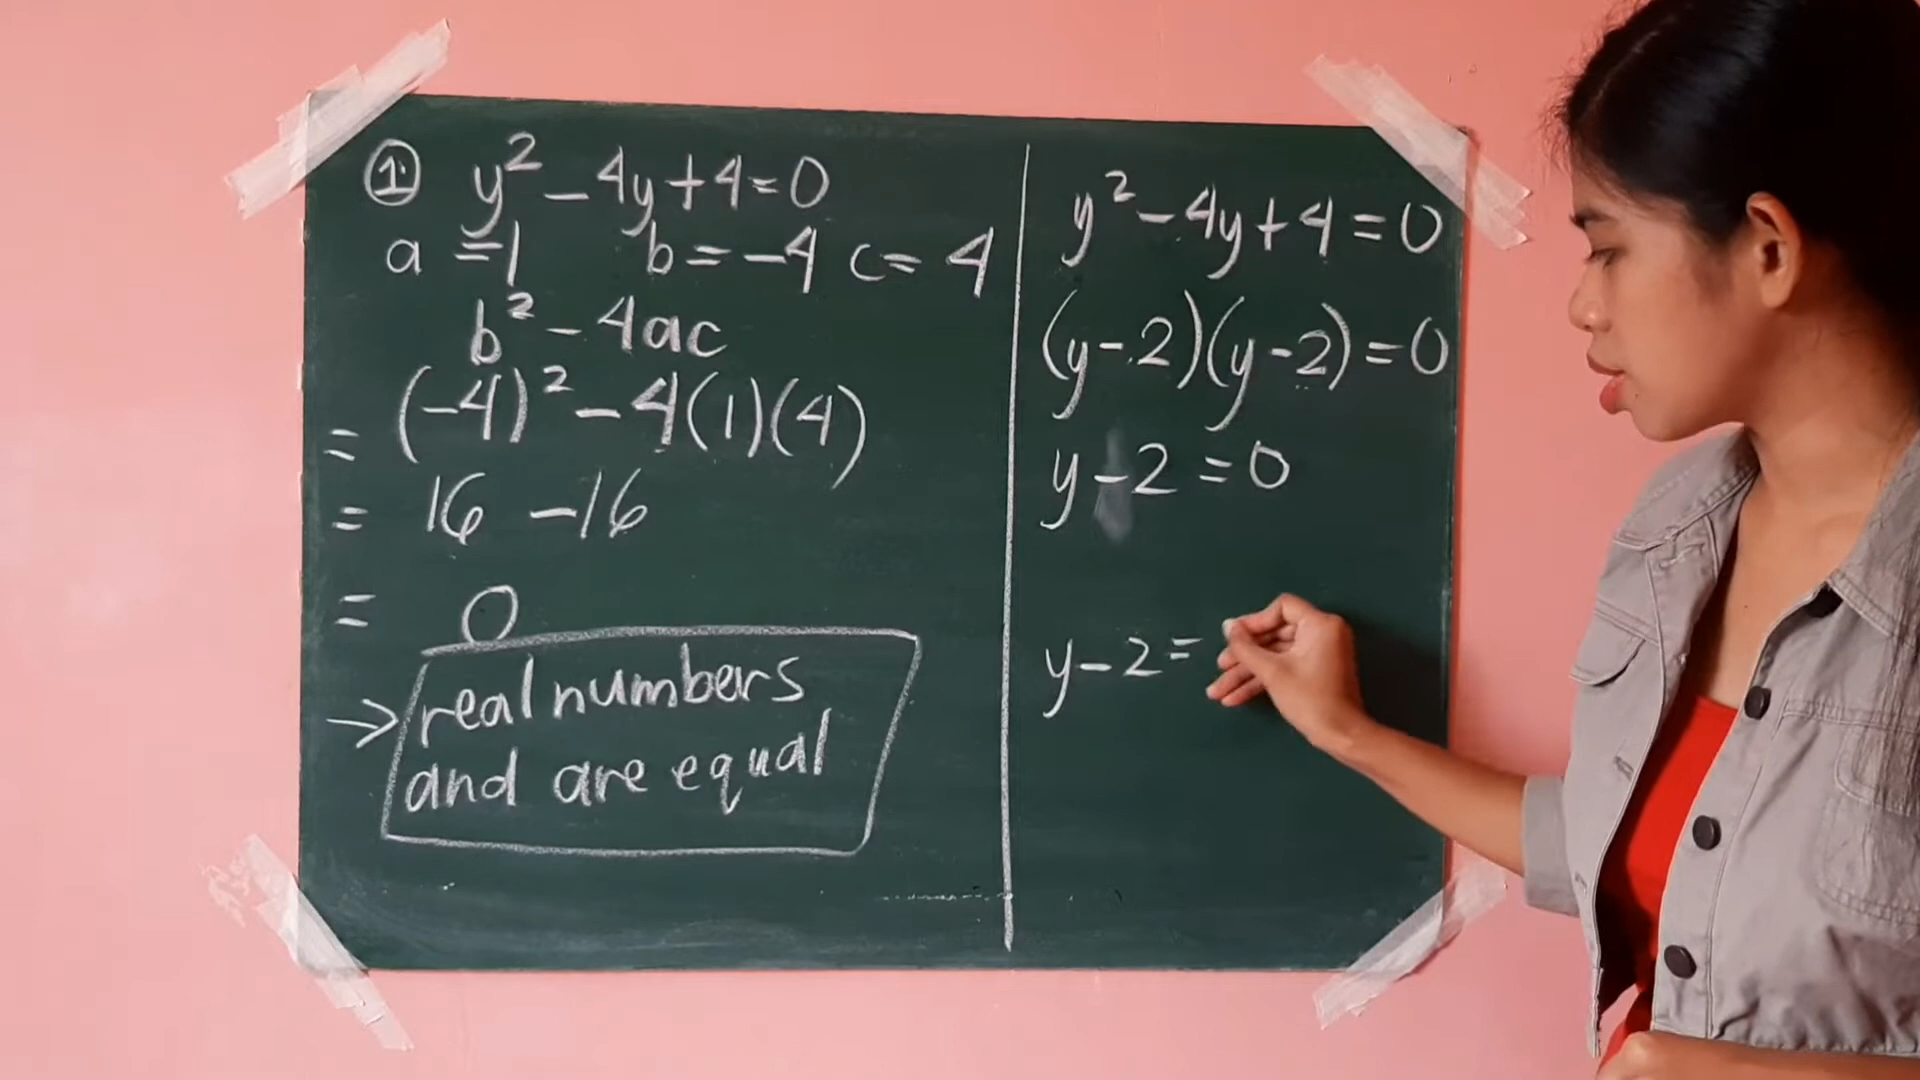 ① y² - 4y + 4 = 0
a = 1 b = -4 c = 4
b² - 4ac
= (-4)² - 4(1)(4)
= 16 - 16
= 0
→ real numbers
and are equal
y² - 4y + 4 = 0
(y - 2)(y - 2) = 0
y - 2 = 0
y - 2 =